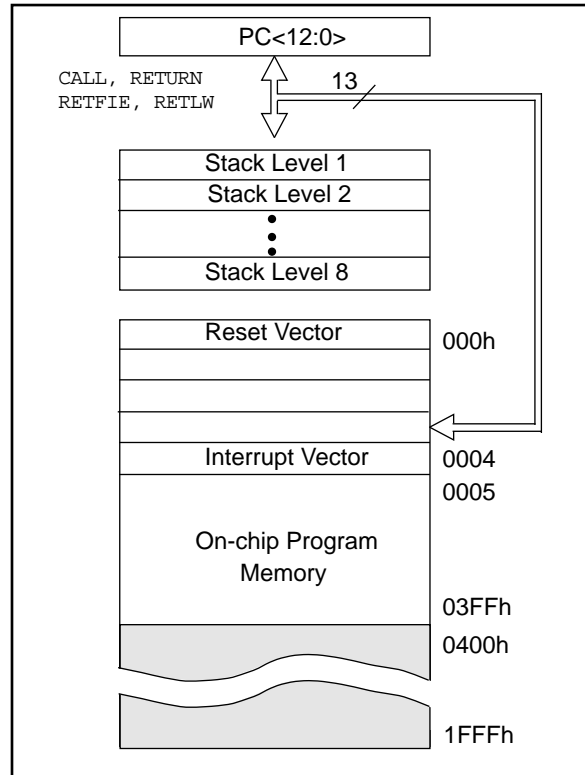 PC<12:0>
CALL, RETURN
RETFIE, RETLW
13
Stack Level 1
Stack Level 2
Stack Level 8
Reset Vector
000h
Interrupt Vector
0004
0005
On-chip Program
Memory
03FFh
0400h
1FFFh